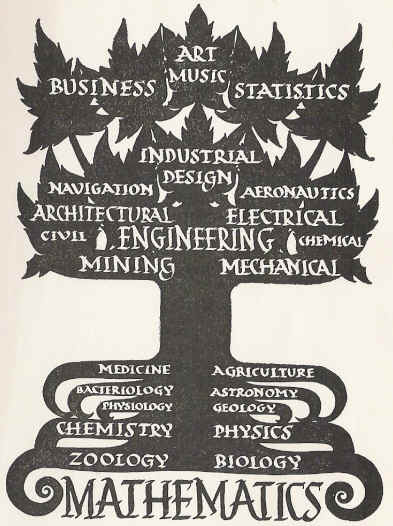 ART
MUSIC
BUSINESS STATISTICS
INDUSTRIAL
DESIGN
NAVIGATION AERONAUTICS
ARCHITECTURAL ELECTRICAL
CIVIL ENGINEERING CHEMICAL
MINING MECHANICAL
MEDICINE AGRICULTURE
BACTERIOLOGY ASTRONOMY
PHYSIOLOGY GEOLOGY
CHEMISTRY PHYSICS
ZOOLOGY BIOLOGY
MATHEMATICS